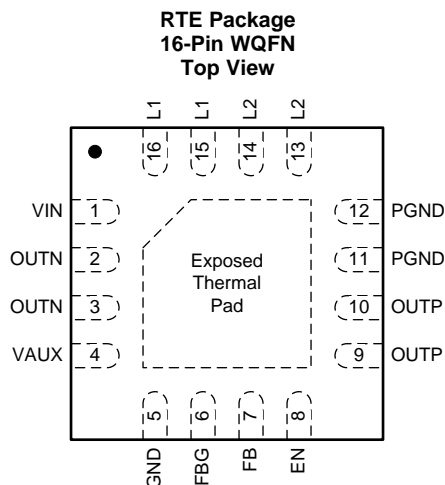 RTE Package
16-Pin WQFN
Top View
L1
L1
L2
L2
16
15
14
13
VIN 1
12 PGND
OUTN 2
11 PGND
Exposed
Thermal
Pad
OUTN 3
10 OUTP
VAUX 4
9 OUTP
5
6
7
8
GND
FBG
FB
EN